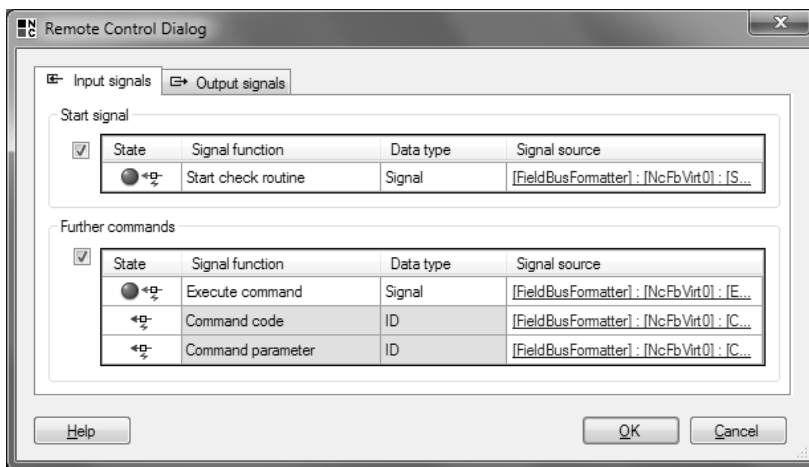 NC Remote Control Dialog
Input signals Output signals
Start signal
State Signal function Data type Signal source
Start check routine Signal [FieldBusFormatter] : [NcFbVirt0] : [S...
Further commands
State Signal function Data type Signal source
Execute command Signal [FieldBusFormatter] : [NcFbVirt0] : [E...
Command code ID [FieldBusFormatter] : [NcFbVirt0] : [C...
Command parameter ID [FieldBusFormatter] : [NcFbVirt0] : [C...
Help OK Cancel